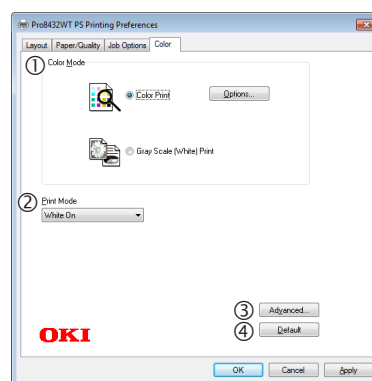 Pro8432WT PS Printing Preferences
Layout Paper/Quality Job Options Color
① Color Mode
Color Print Options...
Gray Scale (White) Print
② Print Mode
White On
③ Advanced...
④ Default
OKI
OK Cancel Apply